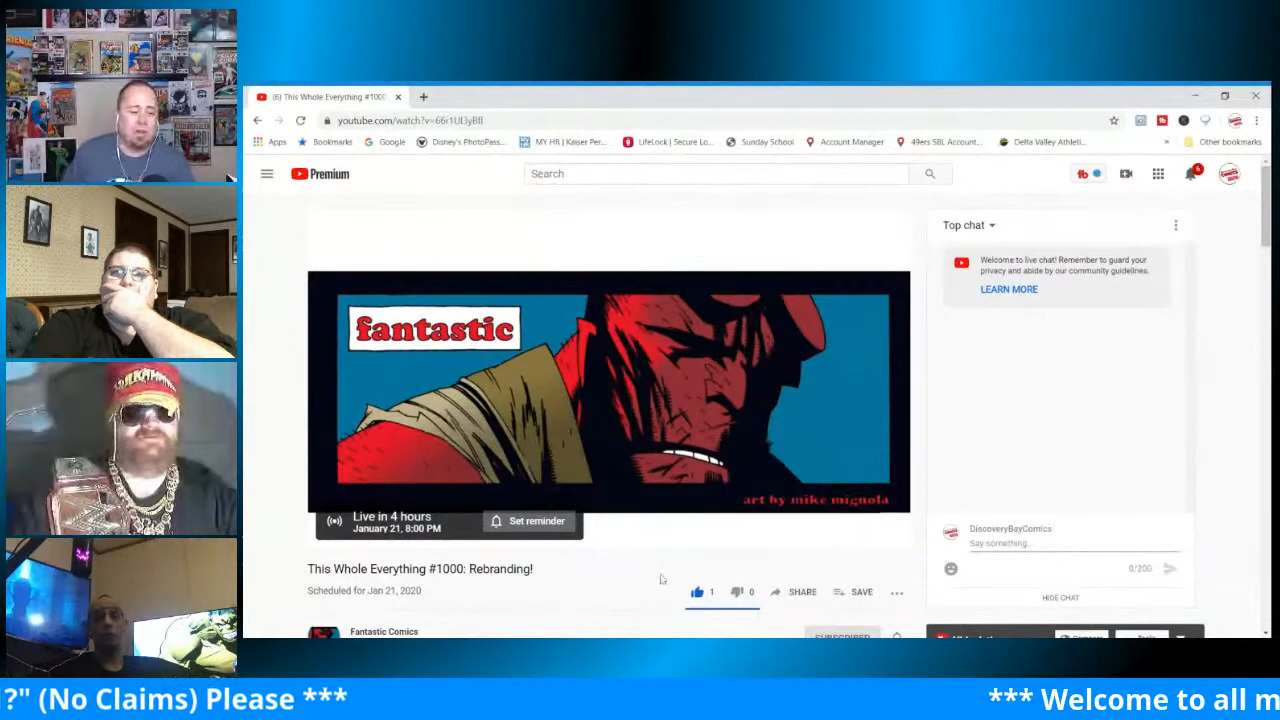 (6) This Whole Everything #1000
youtube.com/watch?v=66r1UI3yBfI
Apps
Bookmarks
Google
Disney's PhotoPass...
MY HR | Kaiser Per...
LifeLock | Secure Lo...
Sunday School
Account Manager
49ers SBL Account...
Delta Valley Athleti...
»
Other bookmarks
Premium
Search
6
fantastic
art by mike mignola
Live in 4 hours
January 21, 8:00 PM
Set reminder
This Whole Everything #1000: Rebranding!
Scheduled for Jan 21, 2020
1
0
SHARE
SAVE
Fantastic Comics
SUBSCRIBED
Top chat
Welcome to live chat! Remember to guard your
privacy and abide by our community guidelines.
LEARN MORE
DiscoveryBayComics
Say something...
0/200
HIDE CHAT
HULKAMANIA
?" (No Claims) Please *** *** Welcome to all m